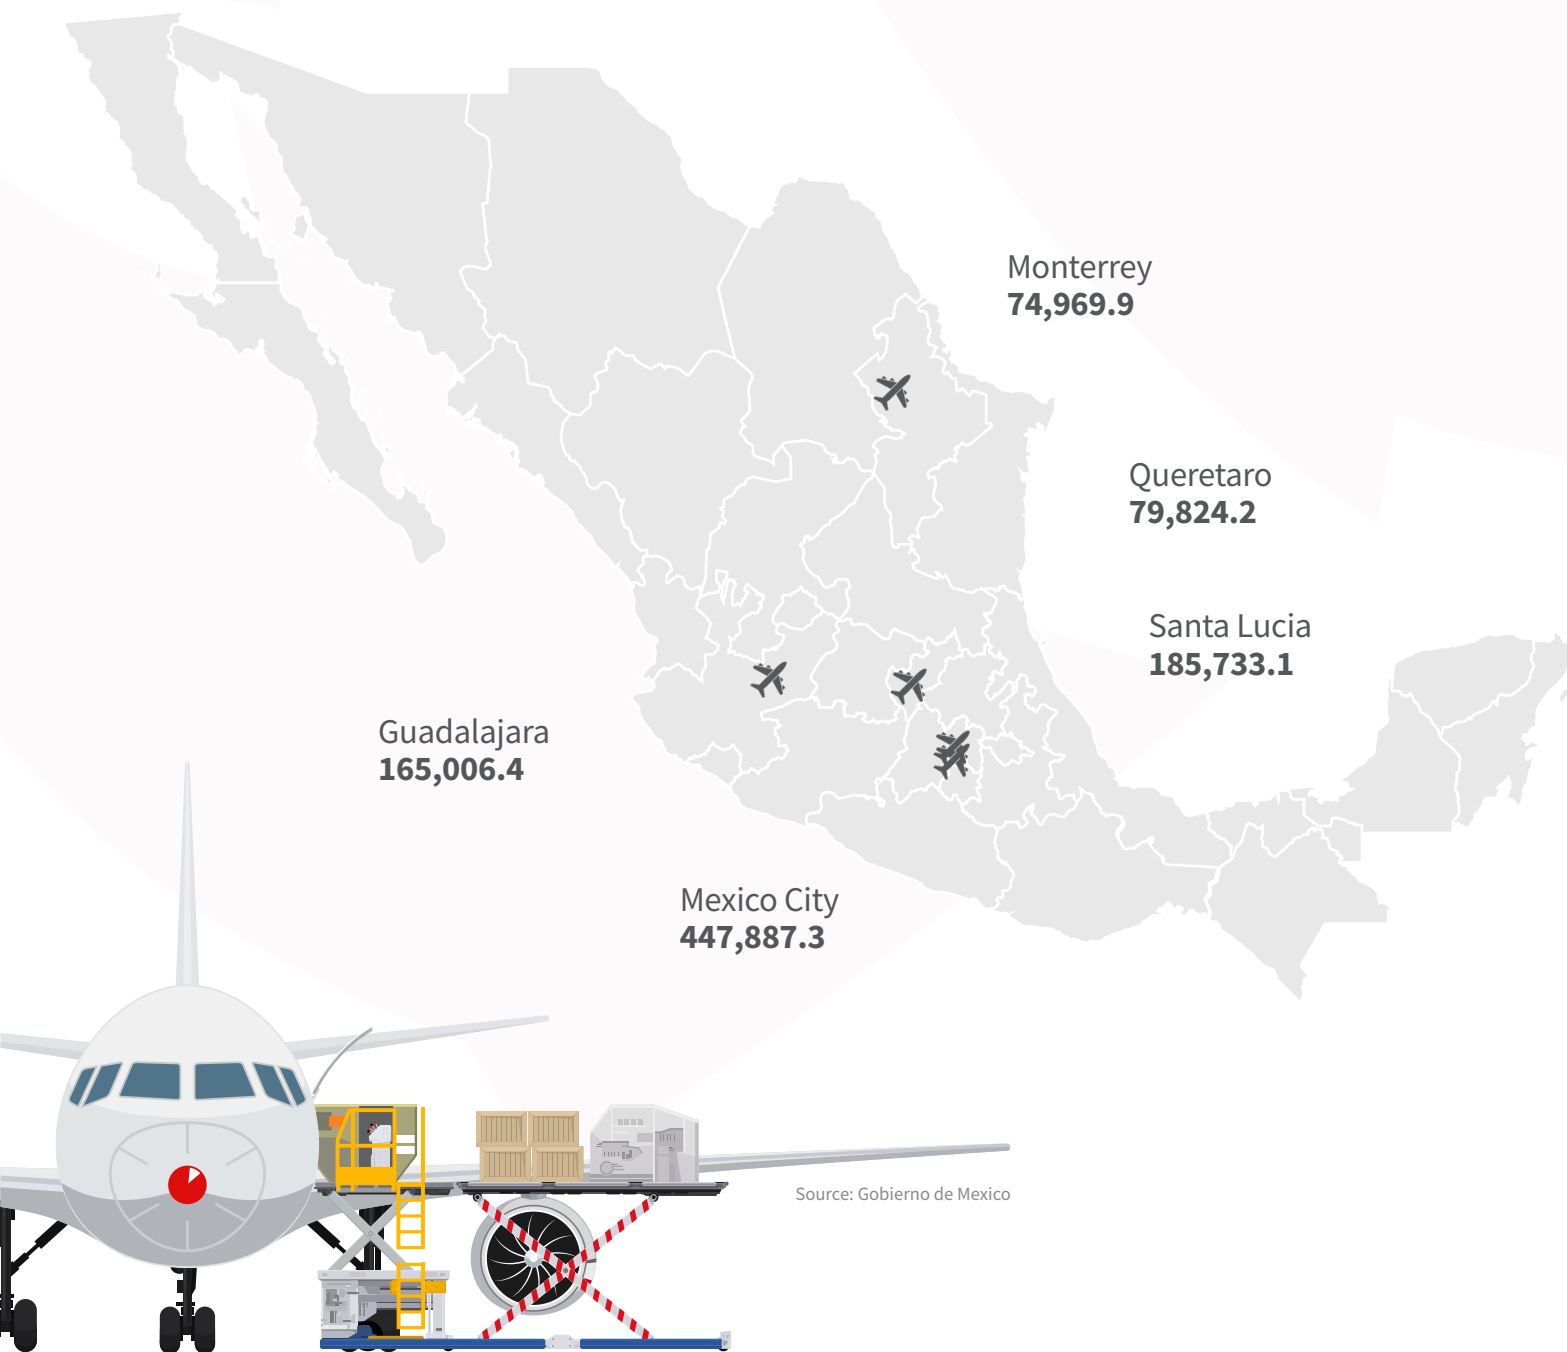 Monterrey
74,969.9
Queretaro
79,824.2
Santa Lucia
185,733.1
Guadalajara
165,006.4
Mexico City
447,887.3
Source: Gobierno de Mexico